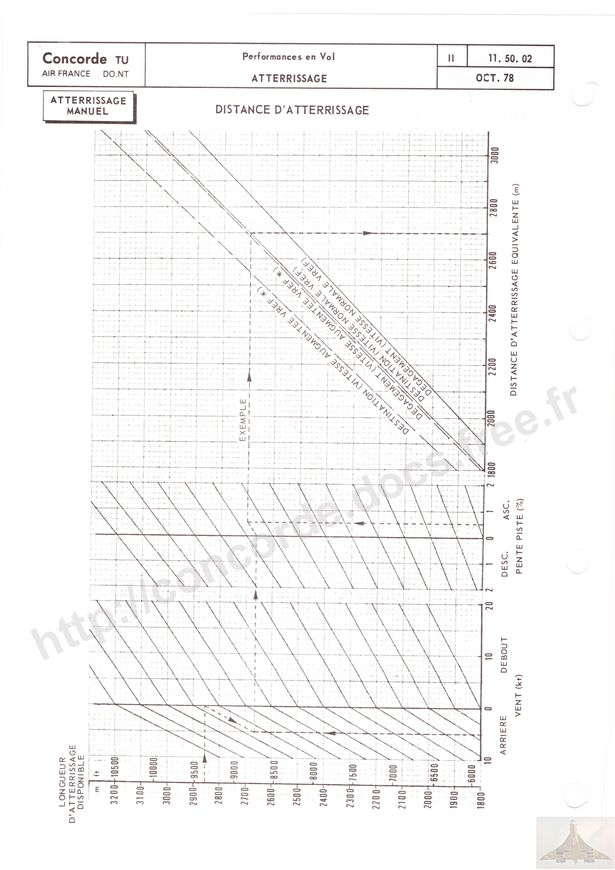 Concorde TU
AIR FRANCE DO.NT
Performances en Vol
ATTERRISSAGE
II
11. 50. 02
OCT. 78
ATTERRISSAGE
MANUEL
DISTANCE D'ATTERRISSAGE
3000
2800
2600
2400
2200
2000
1800
DISTANCE D'ATTERRISSAGE EQUIVALENTE (m)
DEGAGEMENT (VITESSE NORMALE VREF)
DESTINATION (VITESSE NORMALE VREF)
DEGAGEMENT (VITESSE AUGMENTEE VREF *)
DESTINATION (VITESSE AUGMENTEE VREF *)
EXEMPLE
2
1
0
1
2
DESC. ASC.
PENTE PISTE (%)
20
10
0
10
ARRIERE DEBOUT
VENT (kt)
LONGUEUR
D'ATTERRISSAGE
DISPONIBLE
ft
m
10500
10000
9500
9000
8500
8000
7500
7000
6500
6000
3200
3100
3000
2900
2800
2700
2600
2500
2400
2300
2200
2100
2000
1900
1800
http://concorde.docs.free.fr